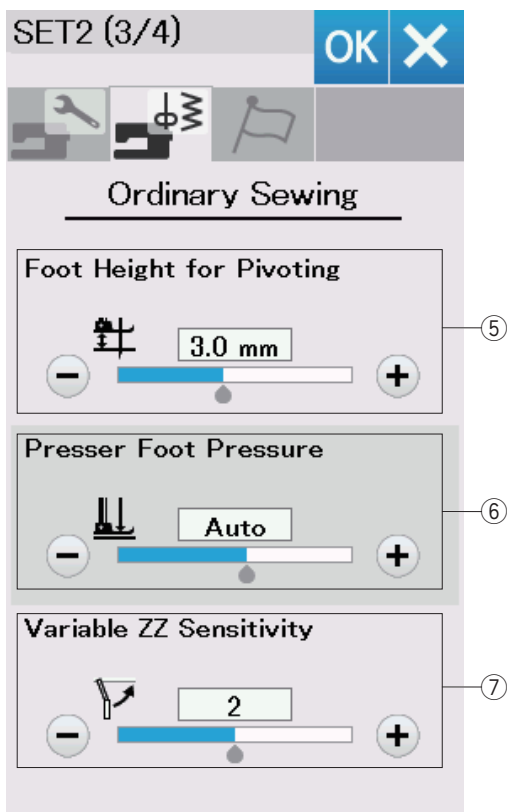 SET2 (3/4)
OK
Ordinary Sewing
Foot Height for Pivoting
3.0 mm
⑤
Presser Foot Pressure
Auto
⑥
Variable ZZ Sensitivity
2
⑦